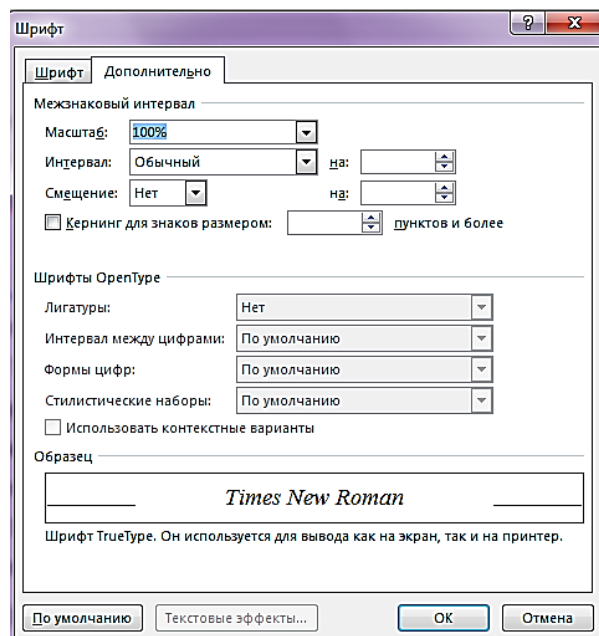 Шрифт
Шрифт Дополнительно
Межзнаковый интервал
Масштаб: 100%
Интервал: Обычный на:
Смещение: Нет на:
Кернинг для знаков размером: пунктов и более
Шрифты OpenType
Лигатуры: Нет
Интервал между цифрами: По умолчанию
Формы цифр: По умолчанию
Стилистические наборы: По умолчанию
Использовать контекстные варианты
Образец
Times New Roman
Шрифт TrueType. Он используется для вывода как на экран, так и на принтер.
По умолчанию Текстовые эффекты... ОК Отмена